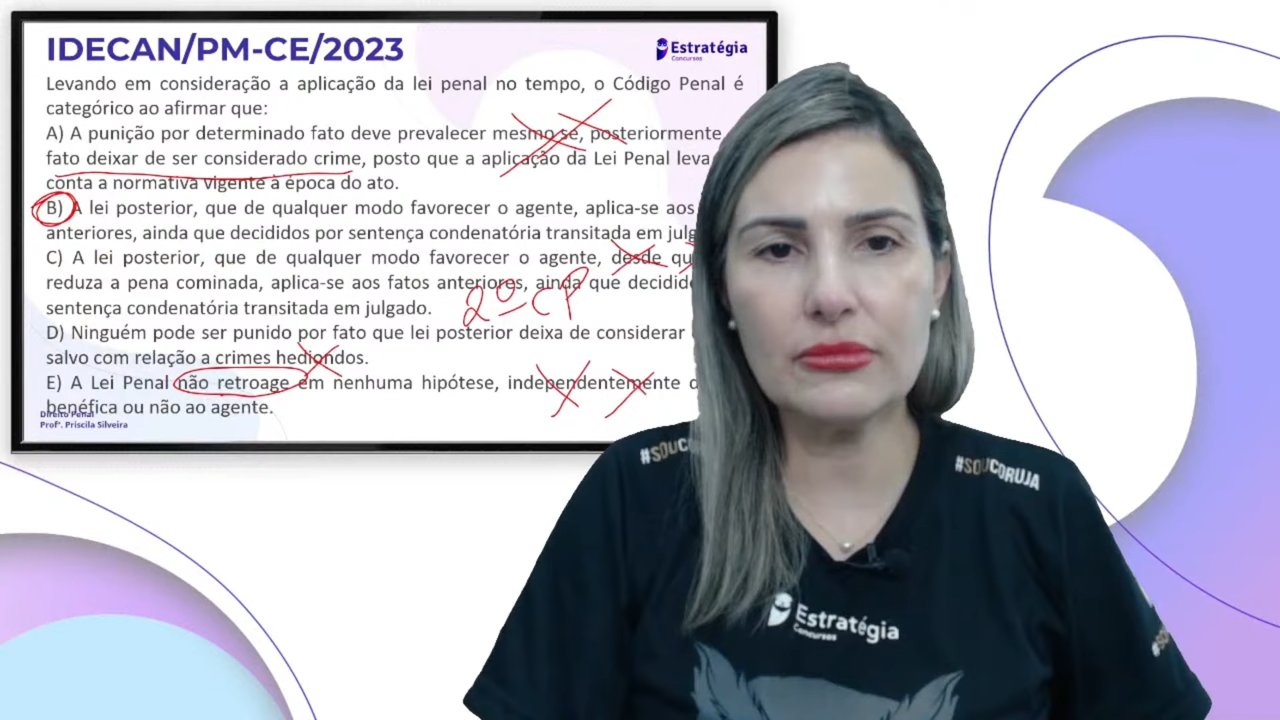 IDECAN/PM-CE/2023
Estratégia
Concursos
Levando em consideração a aplicação da lei penal no tempo, o Código Penal é
categórico ao afirmar que:
A) A punição por determinado fato deve prevalecer mesmo se, posteriormente
fato deixar de ser considerado crime, posto que a aplicação da Lei Penal leva
conta a normativa vigente à época do ato.
B) A lei posterior, que de qualquer modo favorecer o agente, aplica-se aos
anteriores, ainda que decididos por sentença condenatória transitada em julg
C) A lei posterior, que de qualquer modo favorecer o agente, desde qu
reduza a pena cominada, aplica-se aos fatos anteriores, ainda que decidid
sentença condenatória transitada em julgado.
2º CP
D) Ninguém pode ser punido por fato que lei posterior deixa de considerar
salvo com relação a crimes hediondos.
E) A Lei Penal não retroage em nenhuma hipótese, independentemente d
benéfica ou não ao agente.
Direito Penal
Profª. Priscila Silveira
#SOUCO
#SOUCORUJA
Estratégia
Concursos